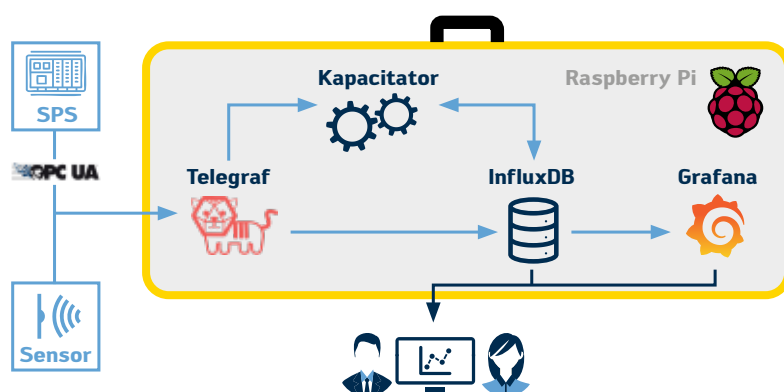 Kapacitator
Raspberry Pi
SPS
OPC UA
Telegraf
InfluxDB
Grafana
Sensor